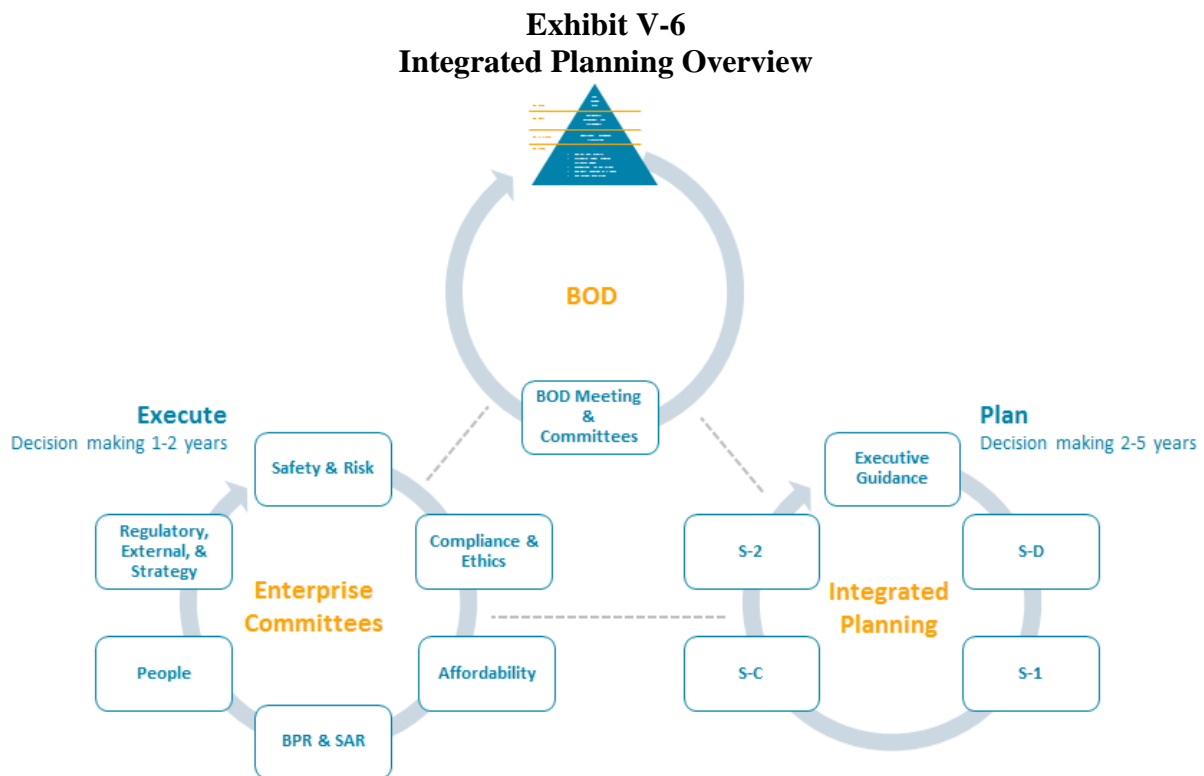 Exhibit V-6
Integrated Planning Overview
BOD
BOD Meeting
&
Committees
Execute
Decision making 1-2 years
Plan
Decision making 2-5 years
Safety & Risk
Compliance &
Ethics
Affordability
BPR & SAR
People
Regulatory,
External, &
Strategy
Enterprise
Committees
Executive
Guidance
S-D
S-1
S-C
S-2
Integrated
Planning